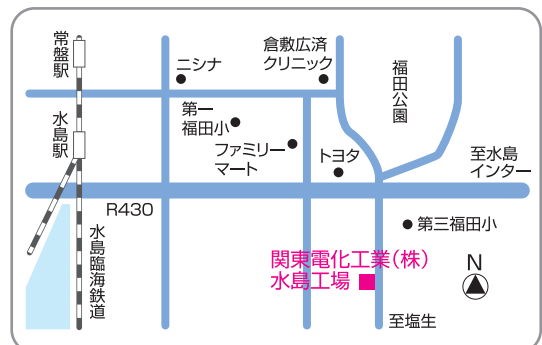 常盤駅
水島駅
ニシナ
倉敷広済
クリニック
福田公園
第一
福田小
ファミリー
マート
トヨタ
至水島
インター
R430
水島臨海鉄道
第三福田小
関東電化工業(株)
水島工場
N
至塩生